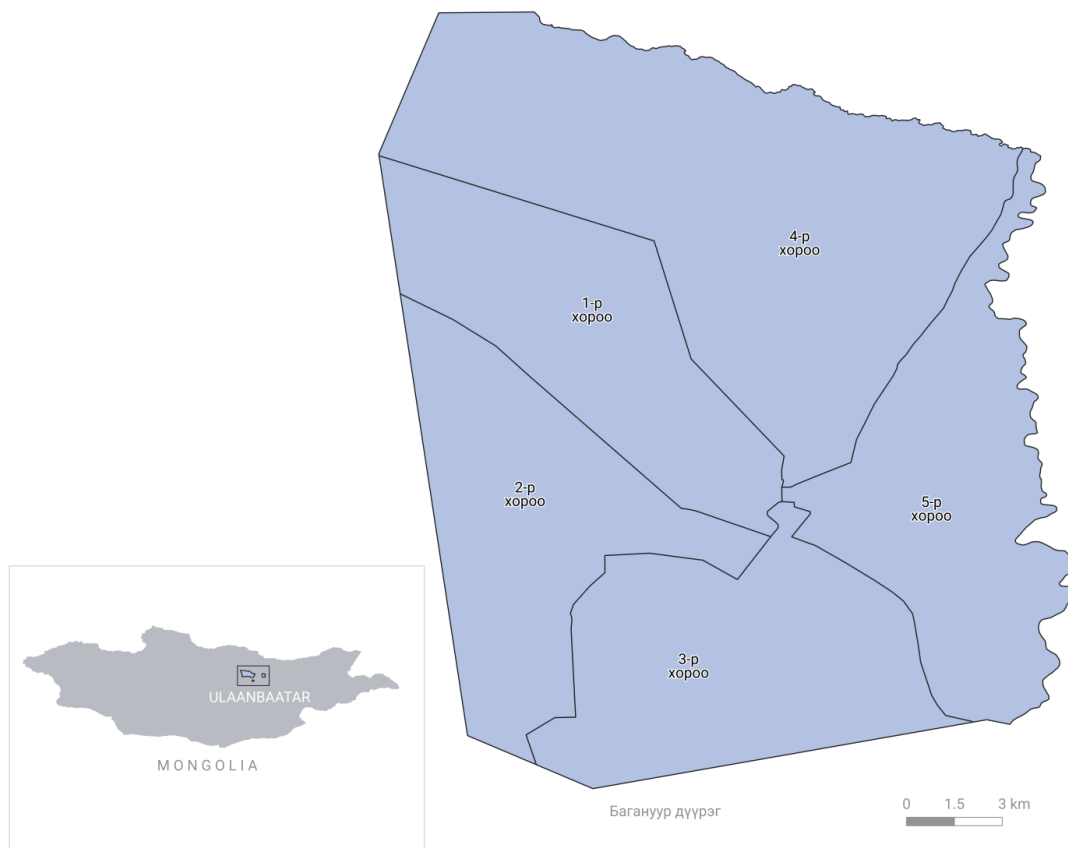 4-р
хороо
1-р
хороо
2-р
хороо
5-р
хороо
3-р
хороо
ULAANBAATAR
MONGOLIA
Багануур дүүрэг
0 1.5 3 km